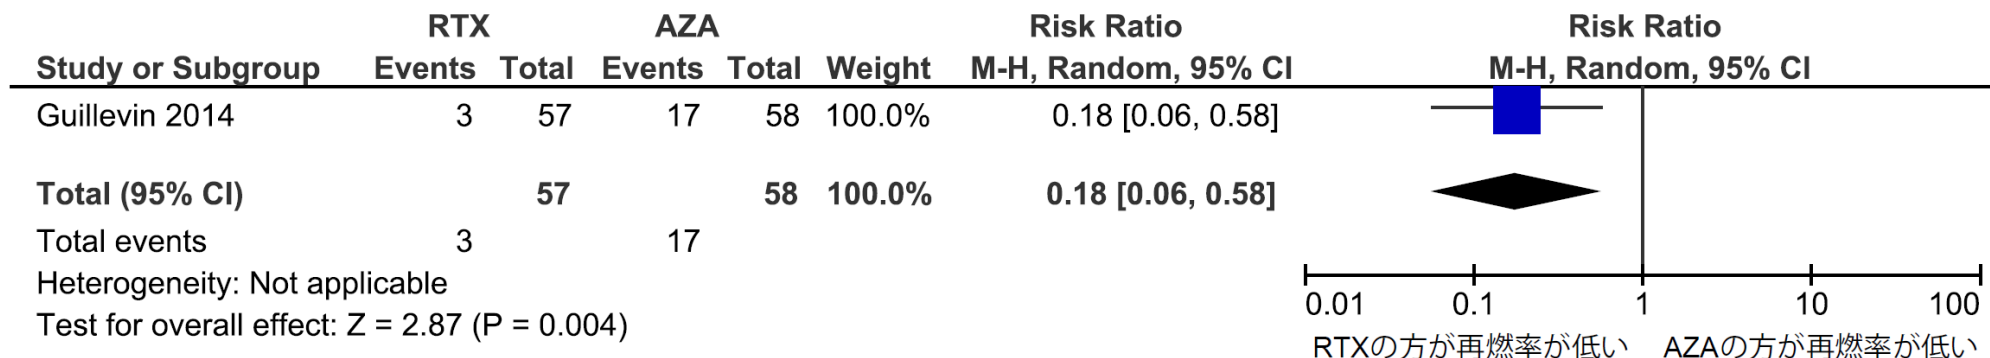 RTX AZA Risk Ratio Risk Ratio
Study or Subgroup Events Total Events Total Weight M-H, Random, 95% CI M-H, Random, 95% CI
Guillevin 2014 3 57 17 58 100.0% 0.18 [0.06, 0.58]
Total (95% CI) 57 58 100.0% 0.18 [0.06, 0.58]
Total events 3 17
Heterogeneity: Not applicable
Test for overall effect: Z = 2.87 (P = 0.004)
0.01 0.1 1 10 100
RTXの方が再燃率が低い AZAの方が再燃率が低い